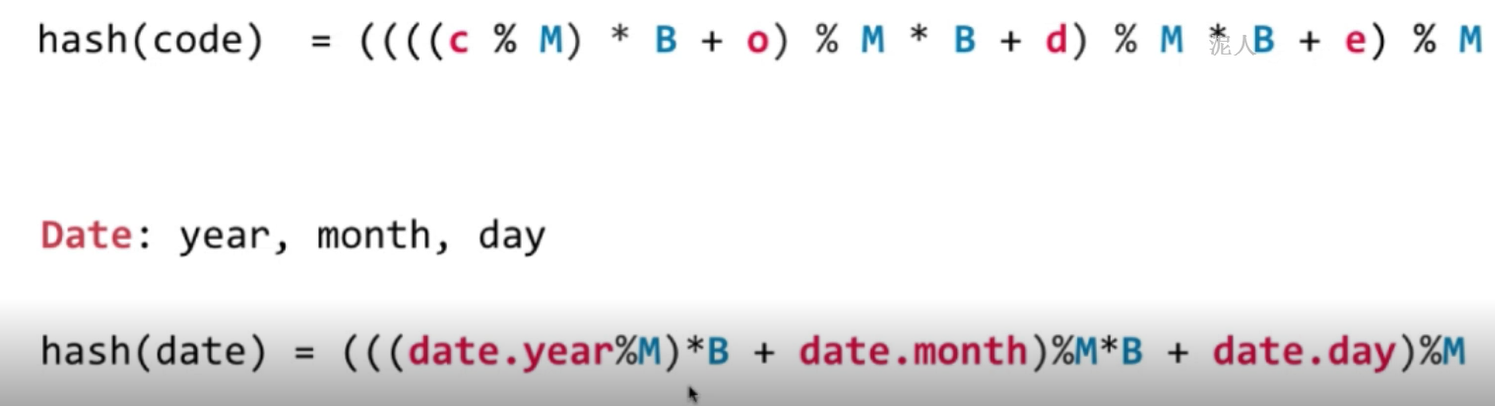 hash(code) = ((((c % M) * B + o) % M * B + d) % M * B + e) % M
泥人
Date: year, month, day
hash(date) = (((date.year%M)*B + date.month)%M*B + date.day)%M